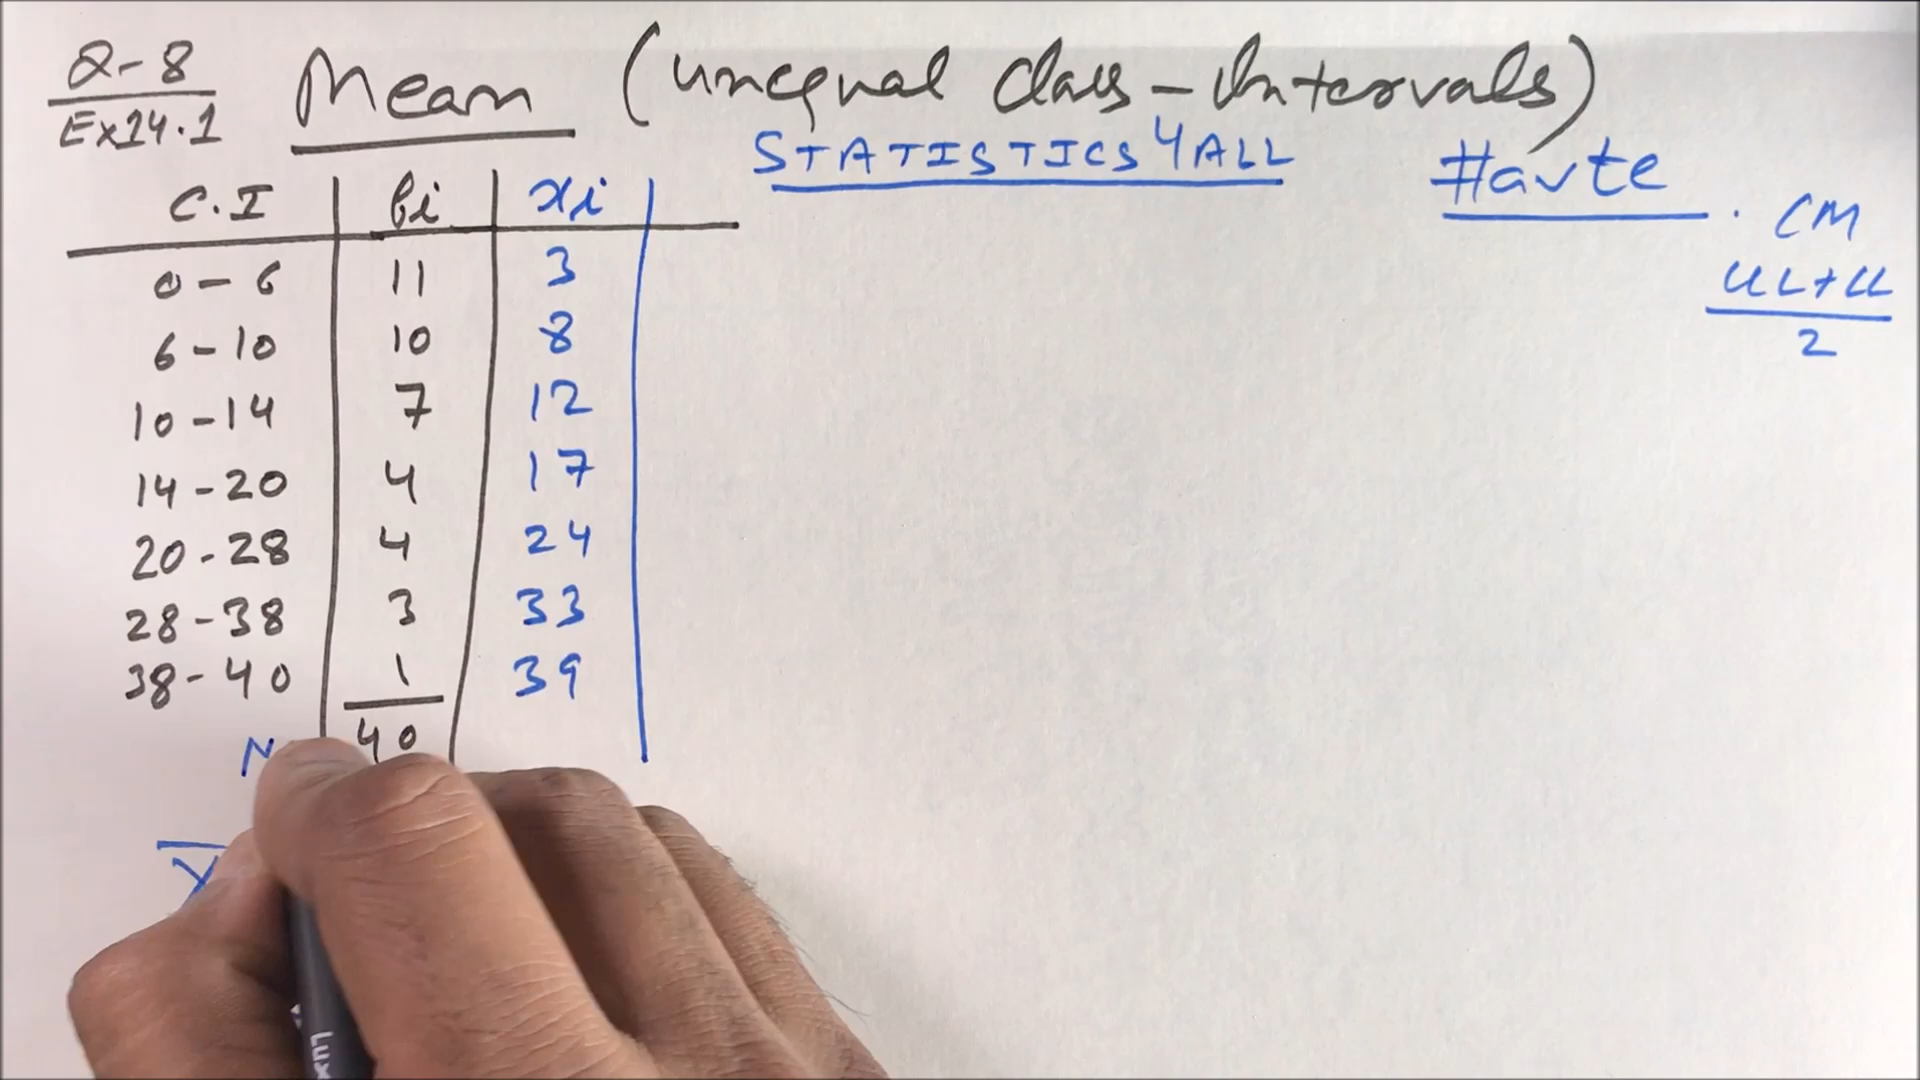 Q-8 Mean (unequal class-Intervals)
Ex14.1
STATISTICS4ALL #avte
C.I fi xi CM
0-6 11 3 UL+LL
6-10 10 8 2
10-14 7 12
14-20 4 17
20-28 4 24
28-38 3 33
38-40 1 39
N 40
X